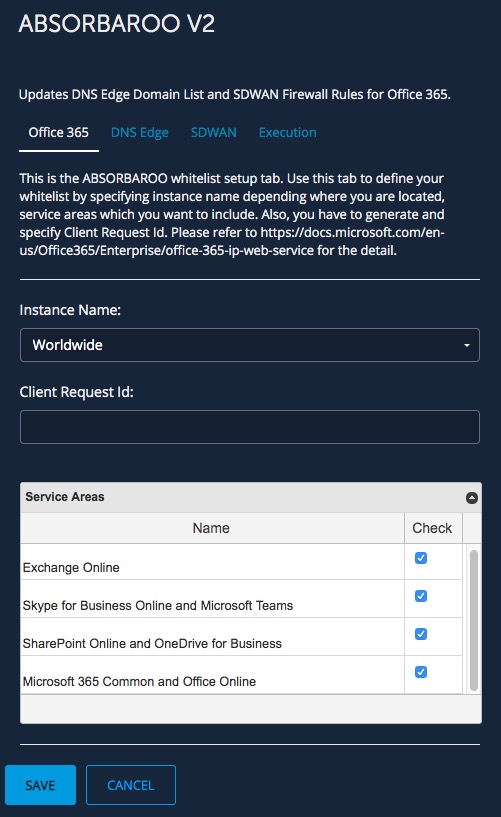 ABSORBAROO V2
Updates DNS Edge Domain List and SDWAN Firewall Rules for Office 365.
Office 365 DNS Edge SDWAN Execution
This is the ABSORBAROO whitelist setup tab. Use this tab to define your
whitelist by specifying instance name depending where you are located,
service areas which you want to include. Also, you have to generate and
specify Client Request Id. Please refer to https://docs.microsoft.com/en-
us/Office365/Enterprise/office-365-ip-web-service for the detail.
Instance Name:
Worldwide
Client Request Id:
Service Areas
Name Check
Exchange Online
Skype for Business Online and Microsoft Teams
SharePoint Online and OneDrive for Business
Microsoft 365 Common and Office Online
SAVE CANCEL